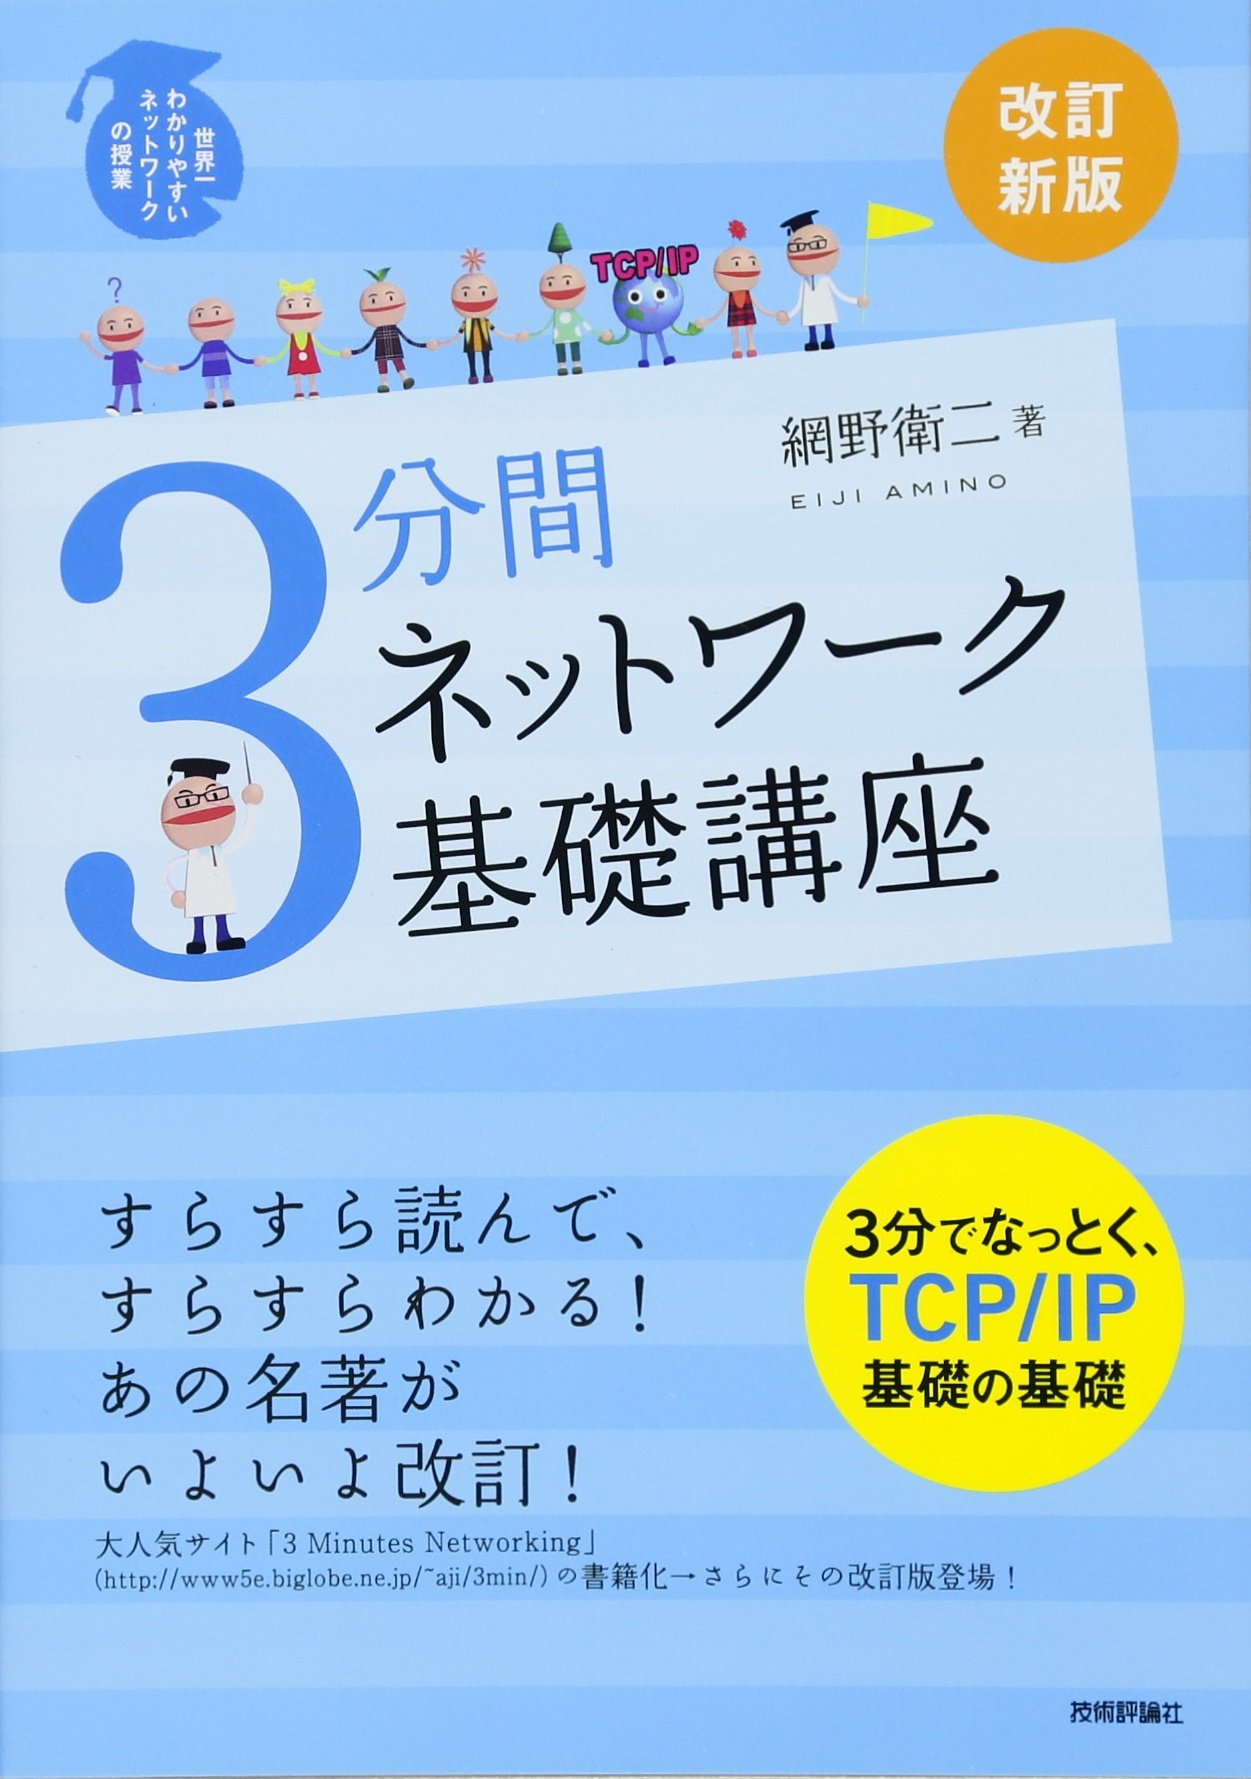 世界一
わかりやすい
ネットワーク
の授業
改訂
新版
?
TCP/IP
網野衛二 著
EIJI AMINO
3分間
ネットワーク
基礎講座
すらすら読んで、
すらすらわかる！
あの名著が
いよいよ改訂！
3分でなっとく、
TCP/IP
基礎の基礎
大人気サイト「3 Minutes Networking」
(http://www5e.biglobe.ne.jp/~aji/3min/) の書籍化→さらにその改訂版登場！
技術評論社